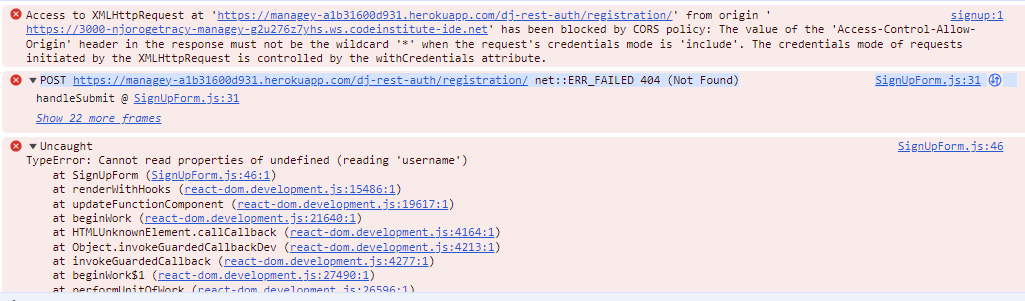 Access to XMLHttpRequest at 'https://managey-a1b31600d931.herokuapp.com/dj-rest-auth/registration/' from origin ' signup:1
https://3000-njorogetracy-managey-g2u276z7yhs.ws.codeinstitute-ide.net' has been blocked by CORS policy: The value of the 'Access-Control-Allow-
Origin' header in the response must not be the wildcard '*' when the request's credentials mode is 'include'. The credentials mode of requests
initiated by the XMLHttpRequest is controlled by the withCredentials attribute.
POST https://managey-a1b31600d931.herokuapp.com/dj-rest-auth/registration/ net::ERR_FAILED 404 (Not Found) SignUpForm.js:31
handleSubmit @ SignUpForm.js:31
Show 22 more frames
Uncaught SignUpForm.js:46
TypeError: Cannot read properties of undefined (reading 'username')
at SignUpForm (SignUpForm.js:46:1)
at renderWithHooks (react-dom.development.js:15486:1)
at updateFunctionComponent (react-dom.development.js:19617:1)
at beginWork (react-dom.development.js:21640:1)
at HTMLUnknownElement.callCallback (react-dom.development.js:4164:1)
at Object.invokeGuardedCallbackDev (react-dom.development.js:4213:1)
at invokeGuardedCallback (react-dom.development.js:4277:1)
at beginWork$1 (react-dom.development.js:27490:1)
at performUnitOfWork (react-dom.development.js:26596:1)